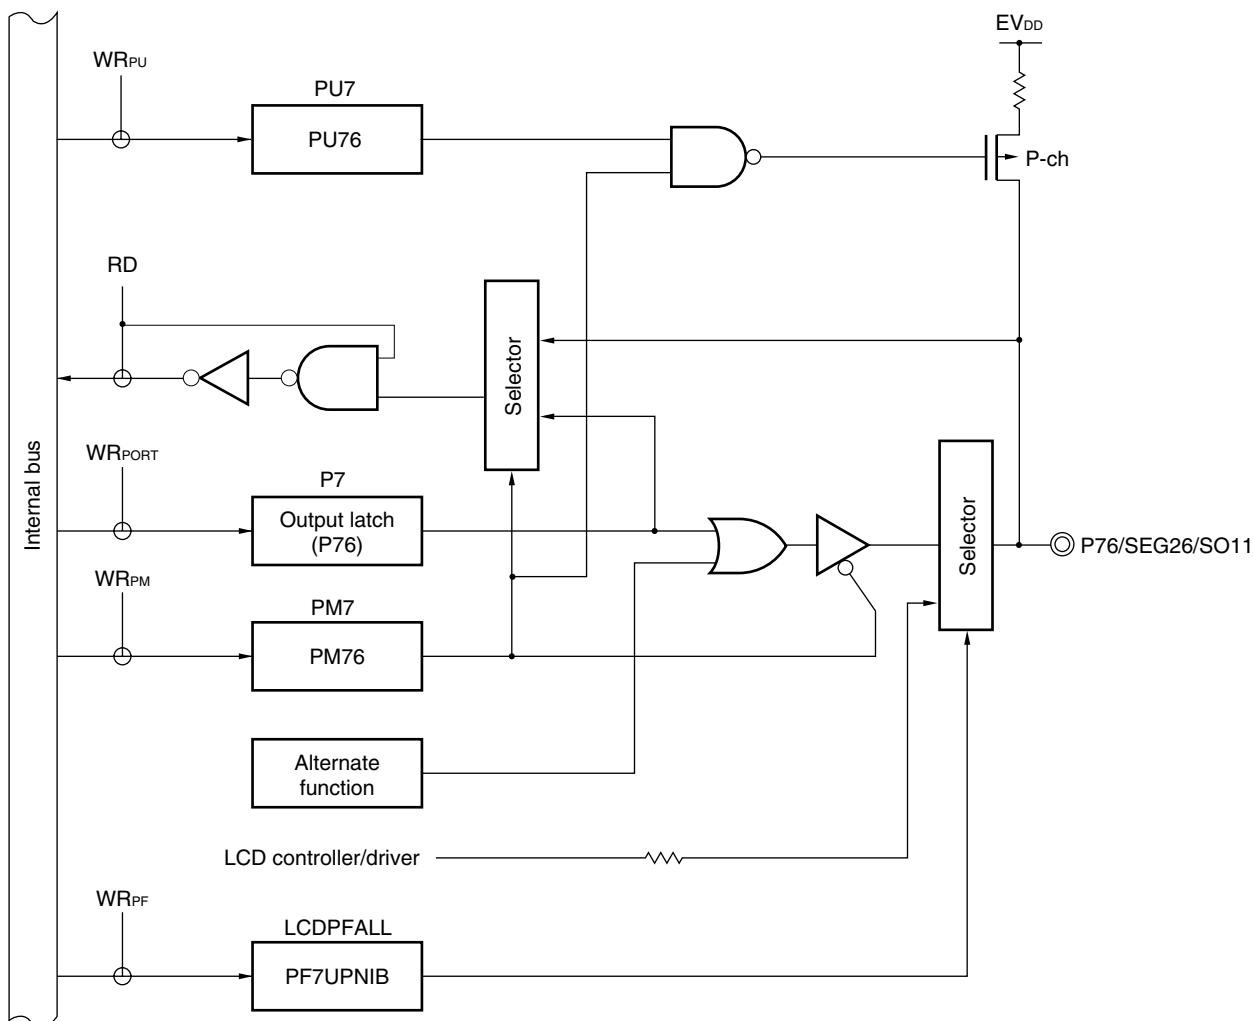 EVDD
WRPU
PU7
PU76
P-ch
RD
Selector
Internal bus
WRPORT
P7
Output latch
(P76)
Selector
P76/SEG26/SO11
WRPM
PM7
PM76
Alternate
function
LCD controller/driver
WRPF
LCDPFALL
PF7UPNIB